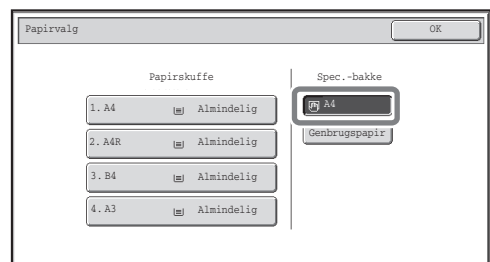 Papirvalg
OK
Papirskuffe
Spec.-bakke
1. A4 Almindelig
A4
2. A4R Almindelig
Genbrugspapir
3. B4 Almindelig
4. A3 Almindelig